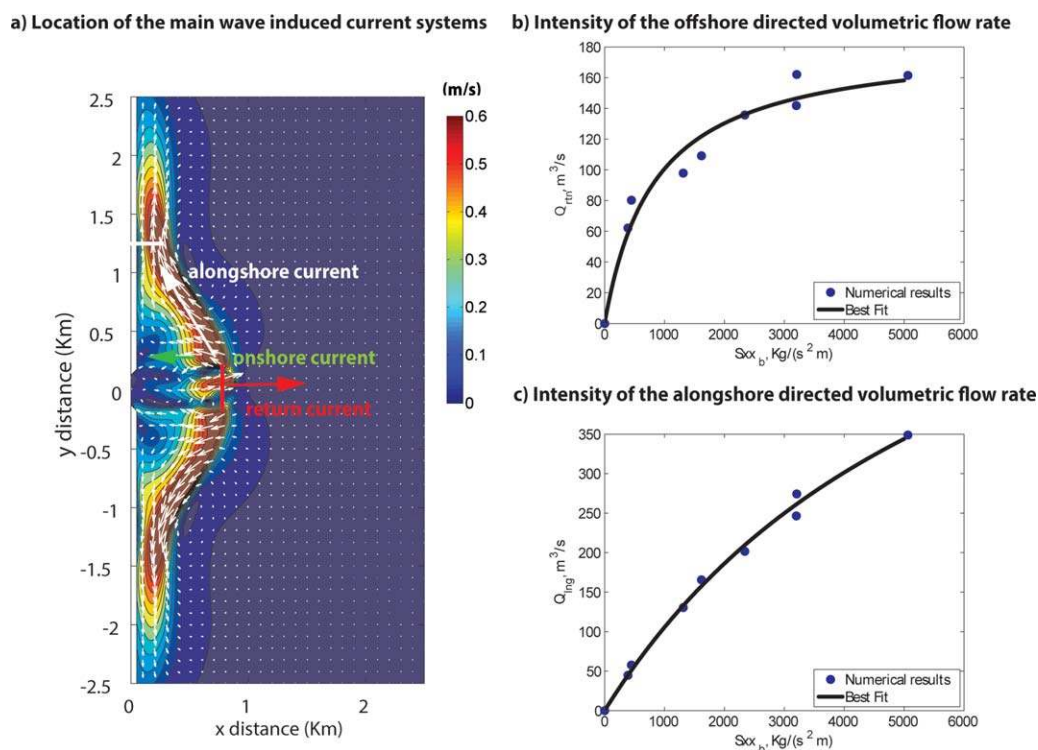 a) Location of the main wave induced current systems
(m/s)
2.5
2
1.5
1
0.5
0
-0.5
-1
-1.5
-2
-2.5
y distance (Km)
0
1
2
x distance (Km)
alongshore current
onshore current
return current
0.6
0.5
0.4
0.3
0.2
0.1
0
b) Intensity of the offshore directed volumetric flow rate
180
160
140
120
100
80
60
40
20
0
Q_rtn, m³/s
0 1000 2000 3000 4000 5000 6000
Sxx_b, Kg/(s² m)
Numerical results
Best Fit
c) Intensity of the alongshore directed volumetric flow rate
350
300
250
200
150
100
50
0
Q_lng, m³/s
0 1000 2000 3000 4000 5000 6000
Sxx_b, Kg/(s² m)
Numerical results
Best Fit